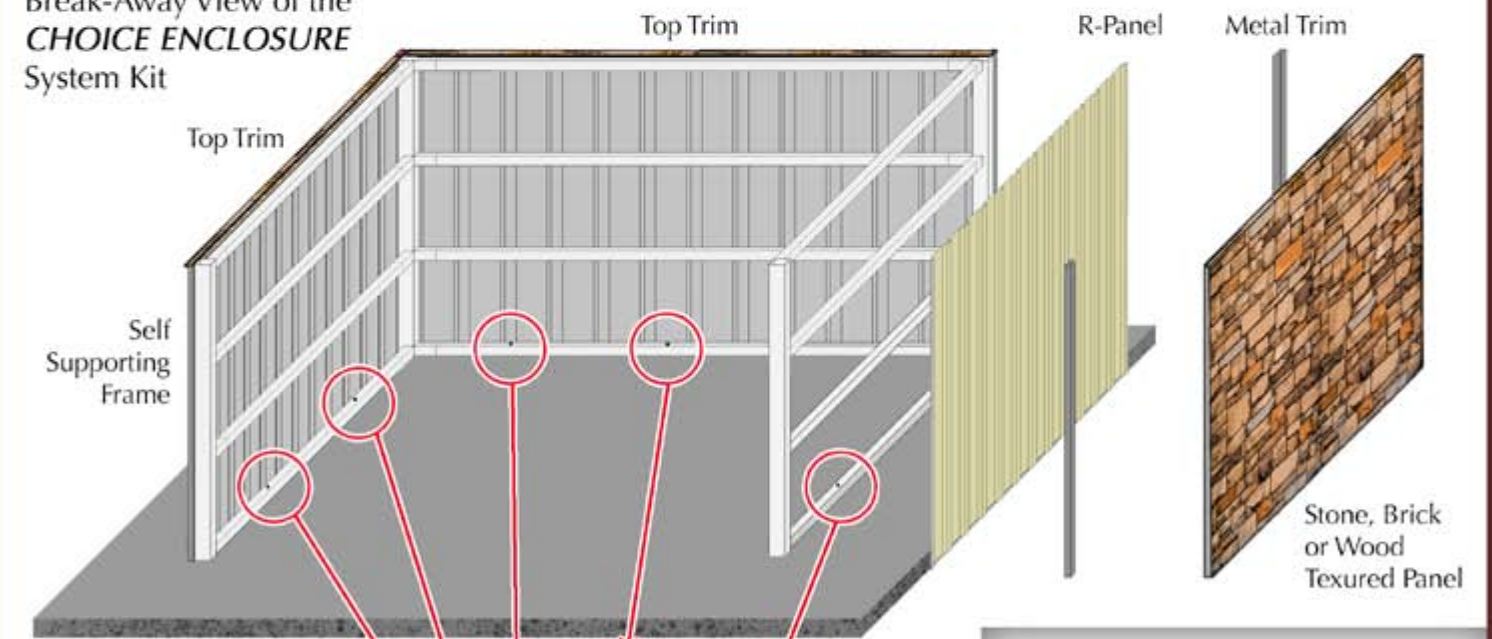 Break-Away View of the
CHOICE ENCLOSURE
System Kit
Top Trim
R-Panel
Metal Trim
Top Trim
Self
Supporting
Frame
Stone, Brick
or Wood
Texured Panel